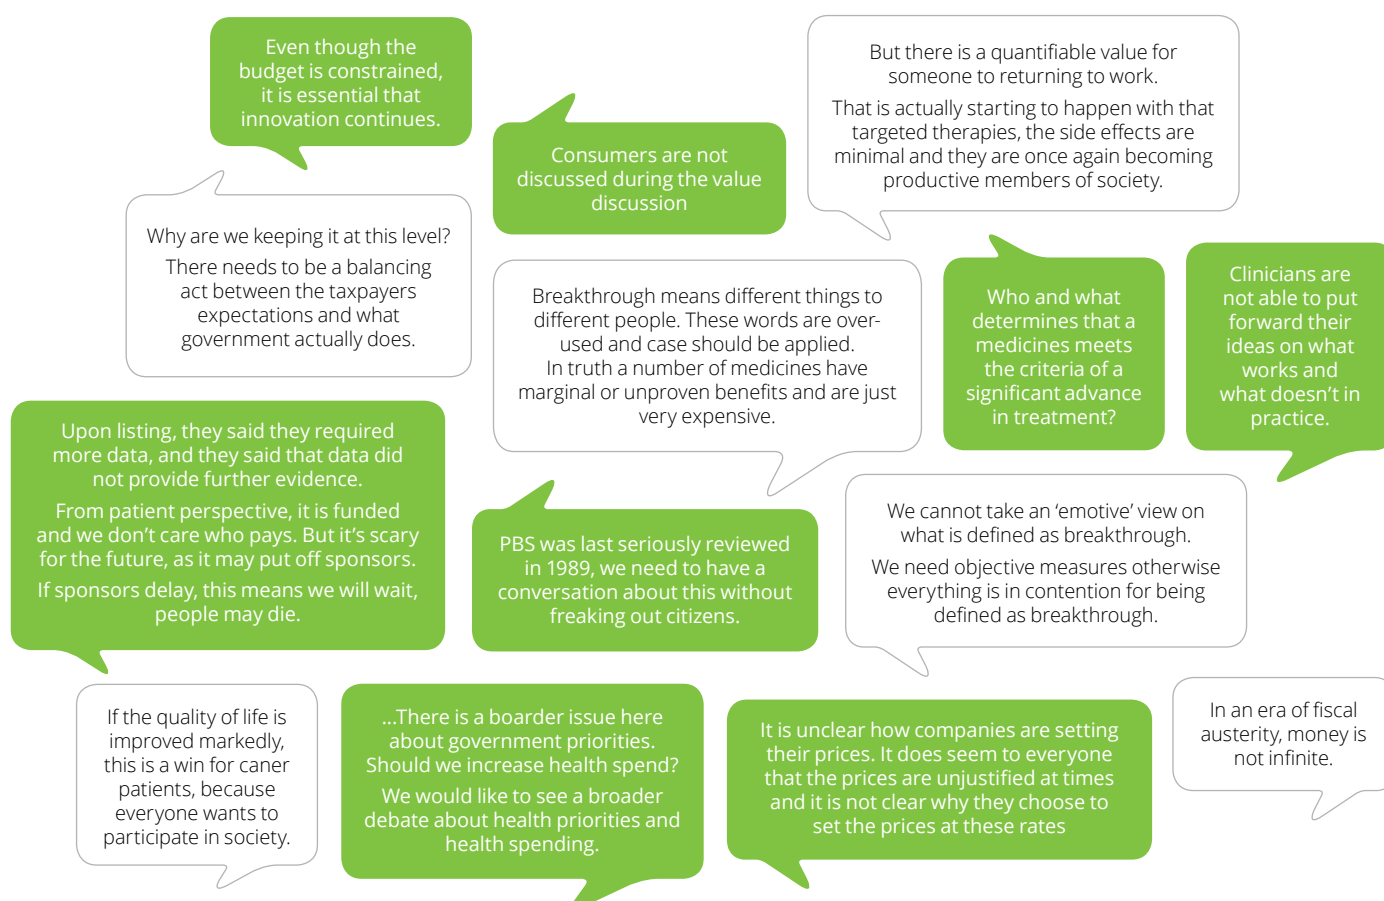 Even though the
budget is constrained,
it is essential that
innovation continues.
Consumers are not
discussed during the value
discussion
But there is a quantifiable value for
someone to returning to work.
That is actually starting to happen with that
targeted therapies, the side effects are
minimal and they are once again becoming
productive members of society.
Why are we keeping it at this level?
There needs to be a balancing
act between the taxpayers
expectations and what
government actually does.
Breakthrough means different things to
different people. These words are over-
used and case should be applied.
In truth a number of medicines have
marginal or unproven benefits and are just
very expensive.
Who and what
determines that a
medicines meets
the criteria of a
significant advance
in treatment?
Clinicians are
not able to put
forward their
ideas on what
works and
what doesn’t in
practice.
Upon listing, they said they required
more data, and they said that data did
not provide further evidence.
From patient perspective, it is funded
and we don’t care who pays. But it’s scary
for the future, as it may put off sponsors.
If sponsors delay, this means we will wait,
people may die.
PBS was last seriously reviewed
in 1989, we need to have a
conversation about this without
freaking out citizens.
We cannot take an ‘emotive’ view on
what is defined as breakthrough.
We need objective measures otherwise
everything is in contention for being
defined as breakthrough.
If the quality of life is
improved markedly,
this is a win for caner
patients, because
everyone wants to
participate in society.
...There is a boarder issue here
about government priorities.
Should we increase health spend?
We would like to see a broader
debate about health priorities and
health spending.
It is unclear how companies are setting
their prices. It does seem to everyone
that the prices are unjustified at times
and it is not clear why they choose to
set the prices at these rates
In an era of fiscal
austerity, money is
not infinite.